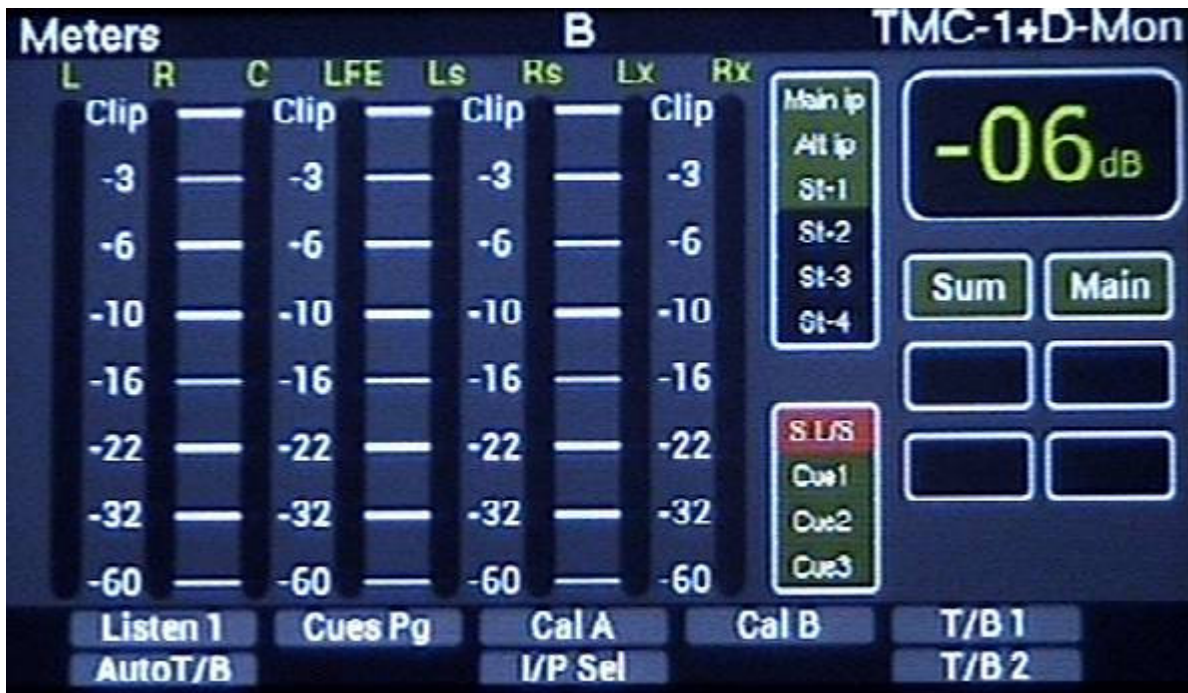 Meters B TMC-1+D-Mon
L R C LFE Ls Rs Lx Rx
Clip Clip Clip Clip
-3 -3 -3 -3
-6 -6 -6 -6
-10 -10 -10 -10
-16 -16 -16 -16
-22 -22 -22 -22
-32 -32 -32 -32
-60 -60 -60 -60
Main ip
Alt ip
St-1
St-2
St-3
St-4
S L/S
Cue1
Cue2
Cue3
-06 dB
Sum Main
Listen 1 Cues Pg Cal A Cal B T/B 1
AutoT/B I/P Sel T/B 2